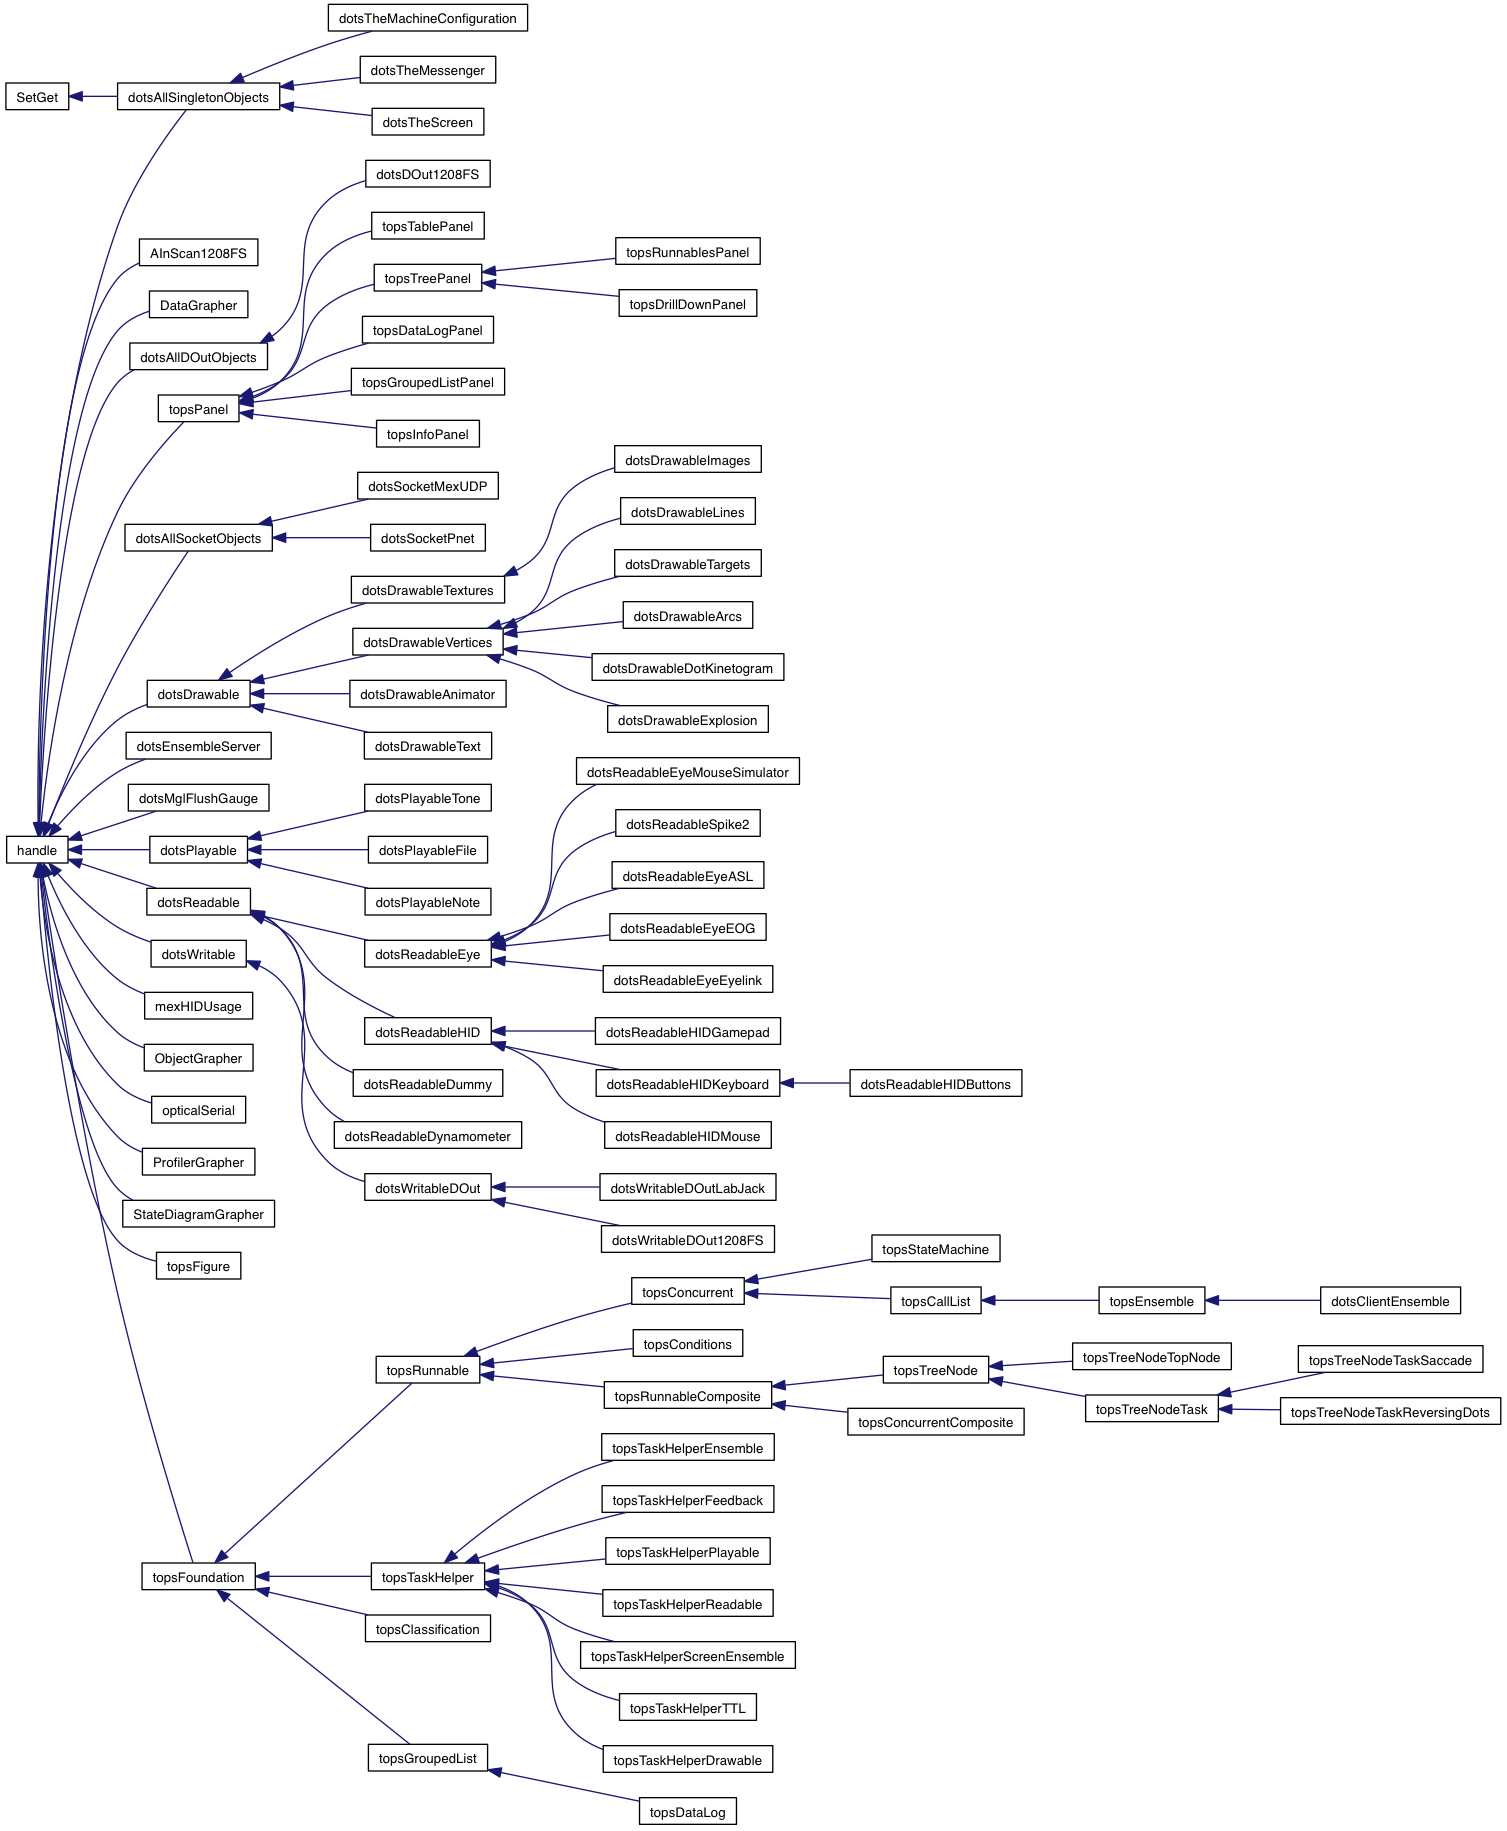 dotsTheMachineConfiguration
dotsTheMessenger
SetGet
dotsAllSingletonObjects
dotsTheScreen
dotsDOut1208FS
topsTablePanel
AInScan1208FS
topsRunnablesPanel
topsTreePanel
DataGrapher
topsDrillDownPanel
topsDataLogPanel
dotsAllDOutObjects
topsGroupedListPanel
topsPanel
topsInfoPanel
dotsDrawableImages
dotsSocketMexUDP
dotsDrawableLines
dotsAllSocketObjects
dotsSocketPnet
dotsDrawableTargets
dotsDrawableTextures
dotsDrawableArcs
dotsDrawableVertices
dotsDrawableDotKinetogram
dotsDrawable
dotsDrawableAnimator
dotsDrawableExplosion
dotsEnsembleServer
dotsDrawableText
dotsReadableEyeMouseSimulator
dotsMglFlushGauge
dotsPlayableTone
dotsReadableSpike2
handle
dotsPlayable
dotsPlayableFile
dotsReadableEyeASL
dotsReadable
dotsPlayableNote
dotsReadableEyeEOG
dotsWritable
dotsReadableEye
dotsReadableEyeEyelink
mexHIDUsage
dotsReadableHID
dotsReadableHIDGamepad
ObjectGrapher
dotsReadableDummy
dotsReadableHIDKeyboard
dotsReadableHIDButtons
opticalSerial
dotsReadableDynamometer
dotsReadableHIDMouse
ProfilerGrapher
dotsWritableDOut
dotsWritableDOutLabJack
StateDiagramGrapher
dotsWritableDOut1208FS
topsStateMachine
topsFigure
topsConcurrent
topsCallList
topsEnsemble
dotsClientEnsemble
topsConditions
topsTreeNodeTopNode
topsTreeNodeTaskSaccade
topsRunnable
topsTreeNode
topsRunnableComposite
topsTreeNodeTask
topsTreeNodeTaskReversingDots
topsConcurrentComposite
topsTaskHelperEnsemble
topsTaskHelperFeedback
topsTaskHelperPlayable
topsFoundation
topsTaskHelper
topsTaskHelperReadable
topsClassification
topsTaskHelperScreenEnsemble
topsTaskHelperTTL
topsGroupedList
topsTaskHelperDrawable
topsDataLog